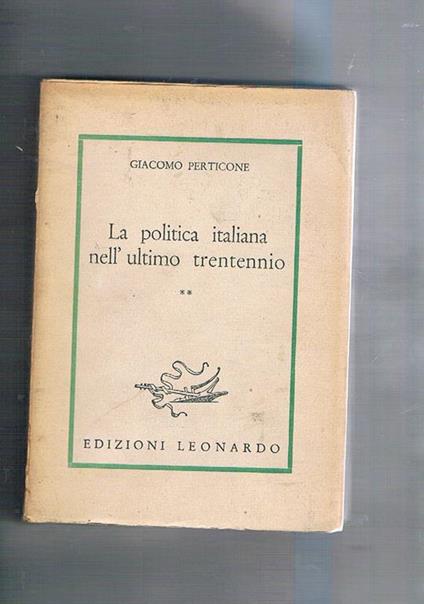 GIACOMO PERTICONE
La politica italiana
nell' ultimo trentennio
**
EDIZIONI LEONARDO